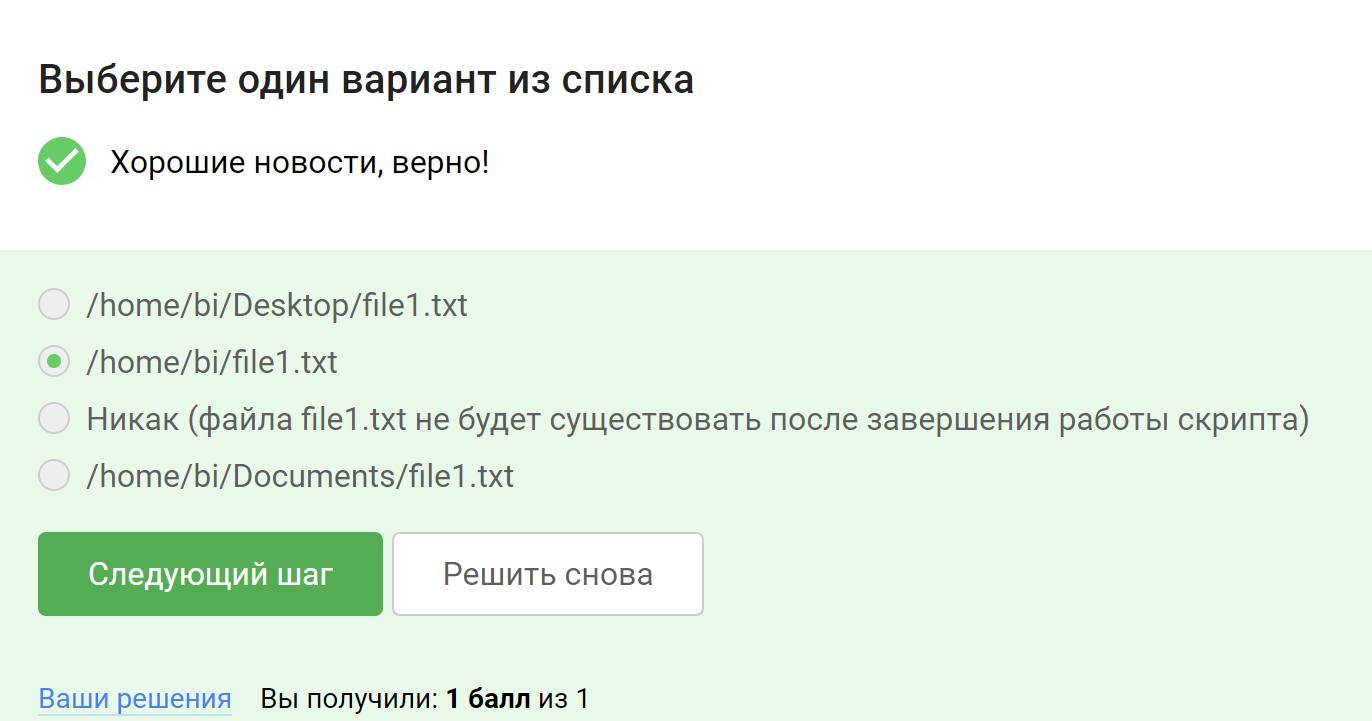 Выберите один вариант из списка
Хорошие новости, верно!
/home/bi/Desktop/file1.txt
/home/bi/file1.txt
Никак (файла file1.txt не будет существовать после завершения работы скрипта)
/home/bi/Documents/file1.txt
Следующий шаг Решить снова
Ваши решения Вы получили: 1 балл из 1